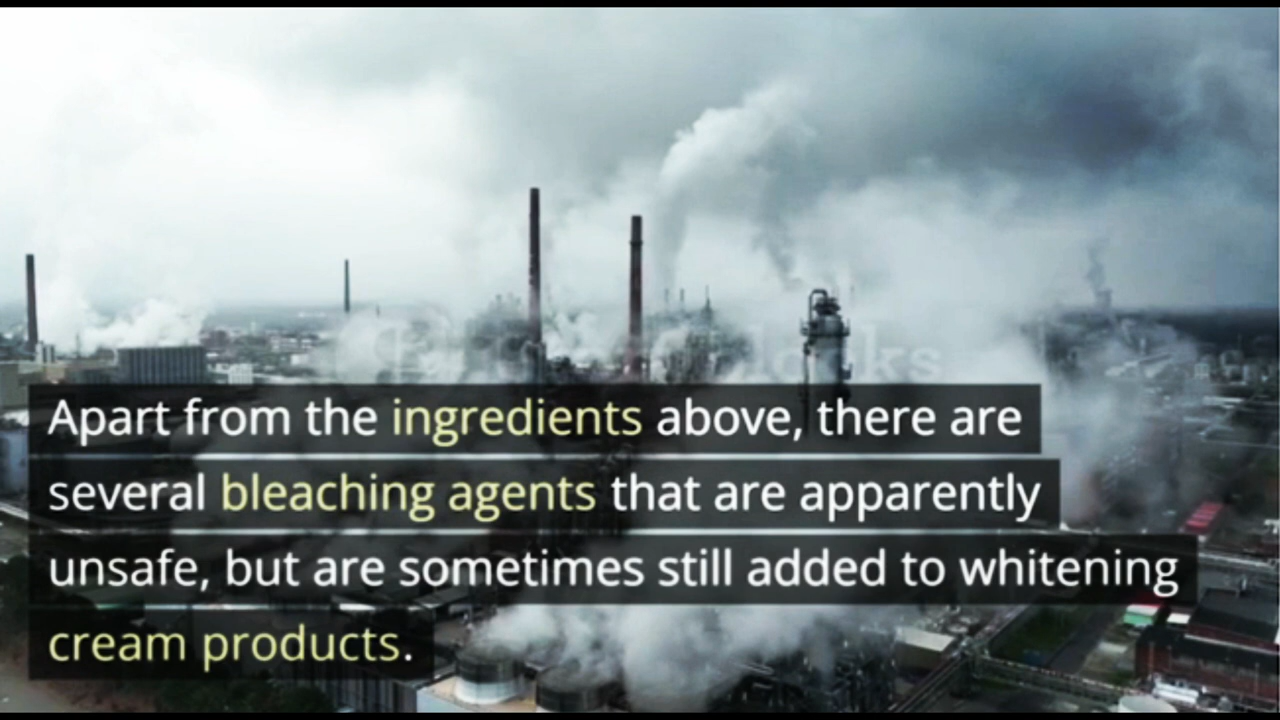 Apart from the ingredients above, there are
several bleaching agents that are apparently
unsafe, but are sometimes still added to whitening
cream products.